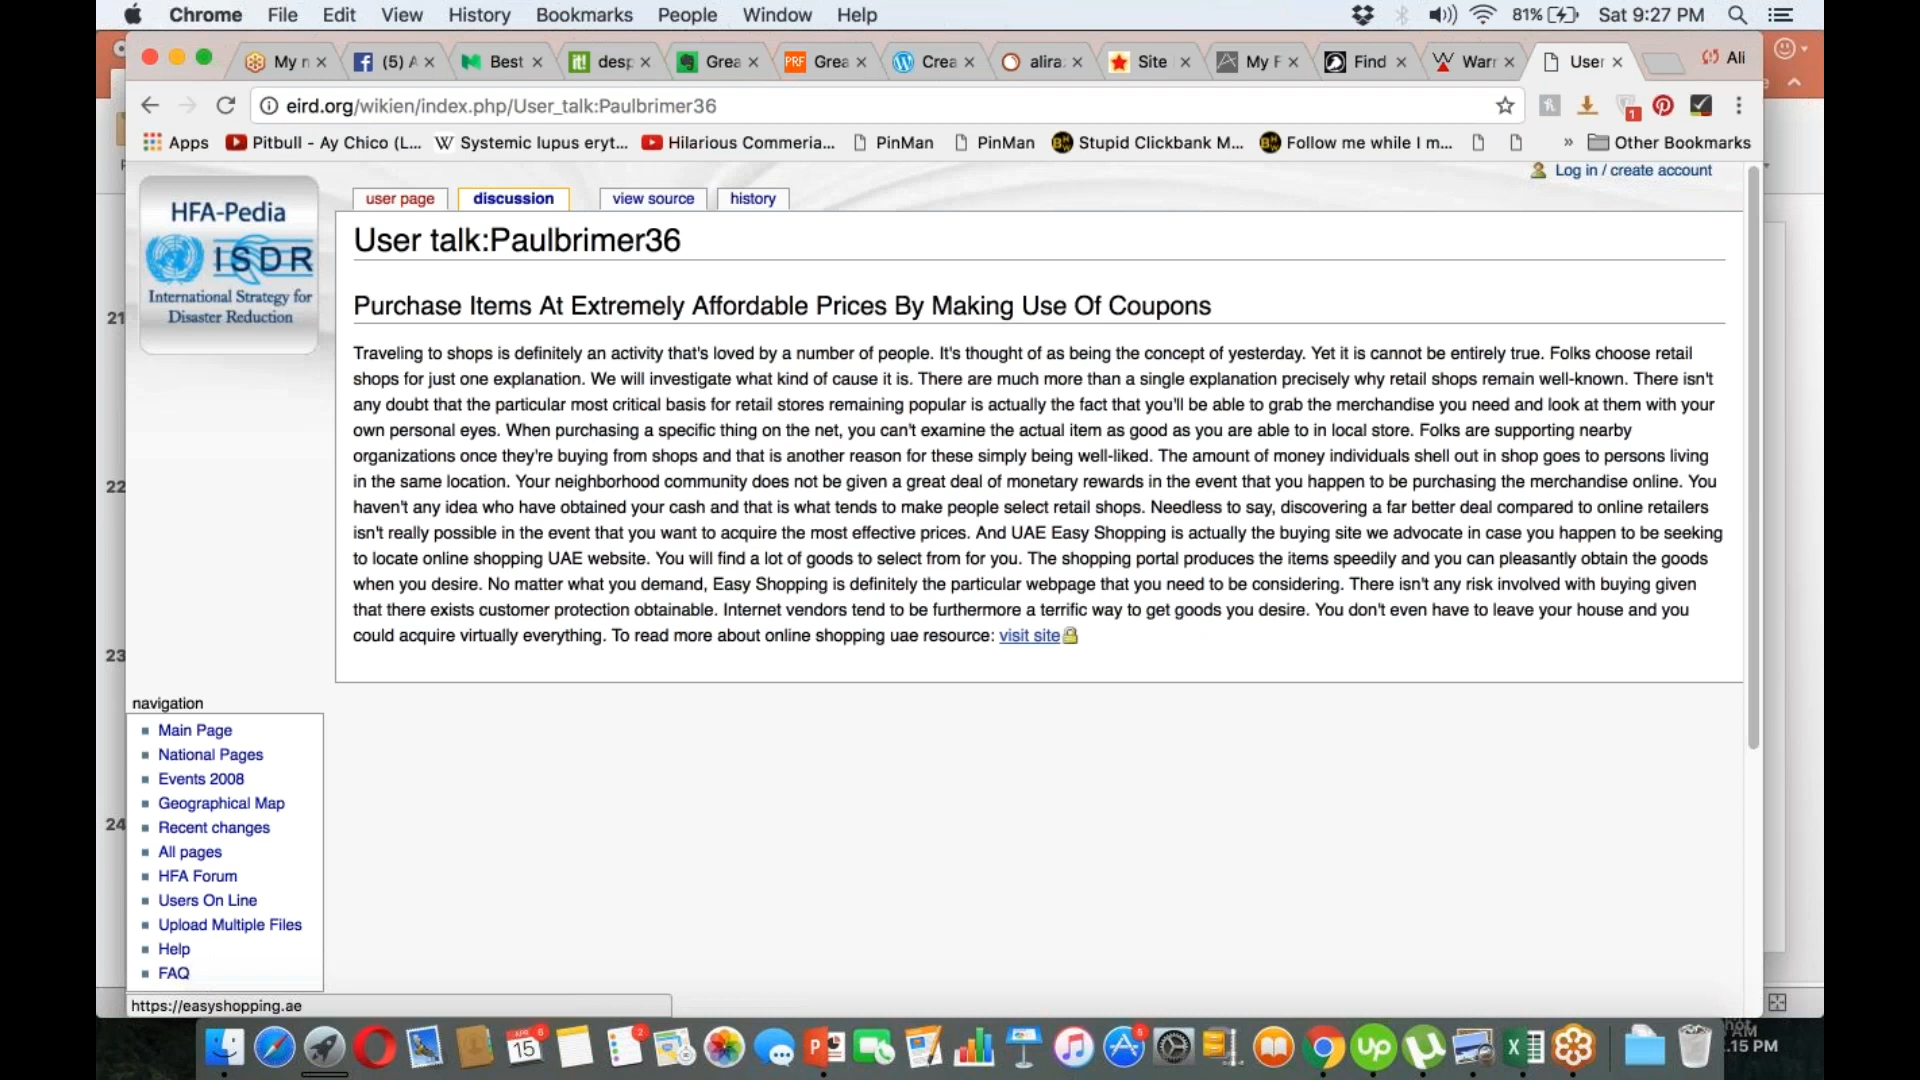 Chrome File Edit View History Bookmarks People Window Help 81% Sat 9:27 PM
My n (5) A Best desp Grea Grea Crea alira: Site My F Find Warr User Ali
eird.org/wikien/index.php/User_talk:Paulbrimer36
1
Apps Pitbull - Ay Chico (L... Systemic lupus eryt... Hilarious Commeria... PinMan PinMan Stupid Clickbank M... Follow me while I m... » Other Bookmarks
Log in / create account
user page discussion view source history
HFA-Pedia
ISDR
International Strategy for
Disaster Reduction
User talk:Paulbrimer36
Purchase Items At Extremely Affordable Prices By Making Use Of Coupons
Traveling to shops is definitely an activity that's loved by a number of people. It's thought of as being the concept of yesterday. Yet it is cannot be entirely true. Folks choose retail
shops for just one explanation. We will investigate what kind of cause it is. There are much more than a single explanation precisely why retail shops remain well-known. There isn't
any doubt that the particular most critical basis for retail stores remaining popular is actually the fact that you'll be able to grab the merchandise you need and look at them with your
own personal eyes. When purchasing a specific thing on the net, you can't examine the actual item as good as you are able to in local store. Folks are supporting nearby
organizations once they're buying from shops and that is another reason for these simply being well-liked. The amount of money individuals shell out in shop goes to persons living
in the same location. Your neighborhood community does not be given a great deal of monetary rewards in the event that you happen to be purchasing the merchandise online. You
haven't any idea who have obtained your cash and that is what tends to make people select retail shops. Needless to say, discovering a far better deal compared to online retailers
isn't really possible in the event that you want to acquire the most effective prices. And UAE Easy Shopping is actually the buying site we advocate in case you happen to be seeking
to locate online shopping UAE website. You will find a lot of goods to select from for you. The shopping portal produces the items speedily and you can pleasantly obtain the goods
when you desire. No matter what you demand, Easy Shopping is definitely the particular webpage that you need to be considering. There isn't any risk involved with buying given
that there exists customer protection obtainable. Internet vendors tend to be furthermore a terrific way to get goods you desire. You don't even have to leave your house and you
could acquire virtually everything. To read more about online shopping uae resource: visit site
21
22
23
24
navigation
Main Page
National Pages
Events 2008
Geographical Map
Recent changes
All pages
HFA Forum
Users On Line
Upload Multiple Files
Help
FAQ
https://easyshopping.ae
15
.15 PM